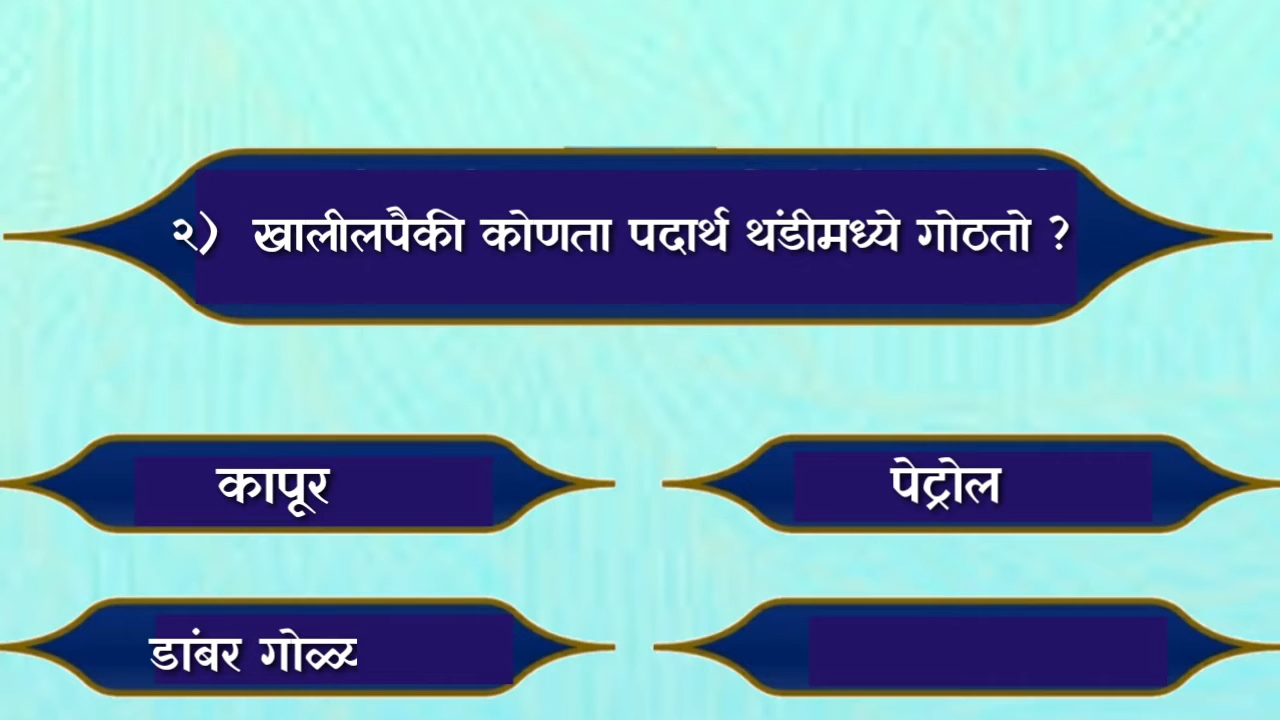 २) खालीलपैकी कोणता पदार्थ थंडीमध्ये गोठतो ?
कापूर
पेट्रोल
डांबर